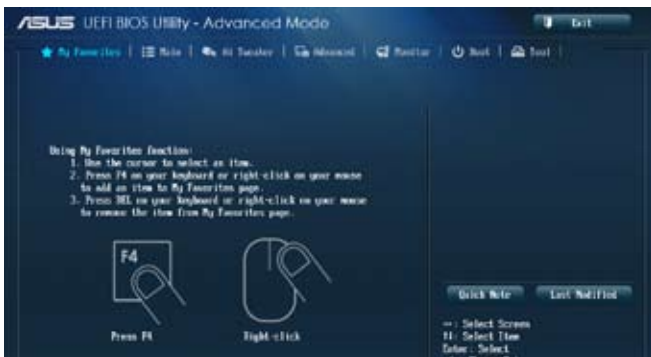 ASUS UEFI BIOS Utility - Advanced Mode
Exit
My Favorites | Main | Ai Tweaker | Advanced | Monitor | Boot | Tool
Using My Favorites function:
1. Use the cursor to select an item.
2. Press F4 on your keyboard or right-click on your mouse
to add an item to My Favorites page.
3. Press DEL on your keyboard or right-click on your mouse
to remove the item from My Favorites page.
F4
Press F4
Right-click
Quick Note
Last Modified
→←: Select Screen
↑↓: Select Item
Enter: Select